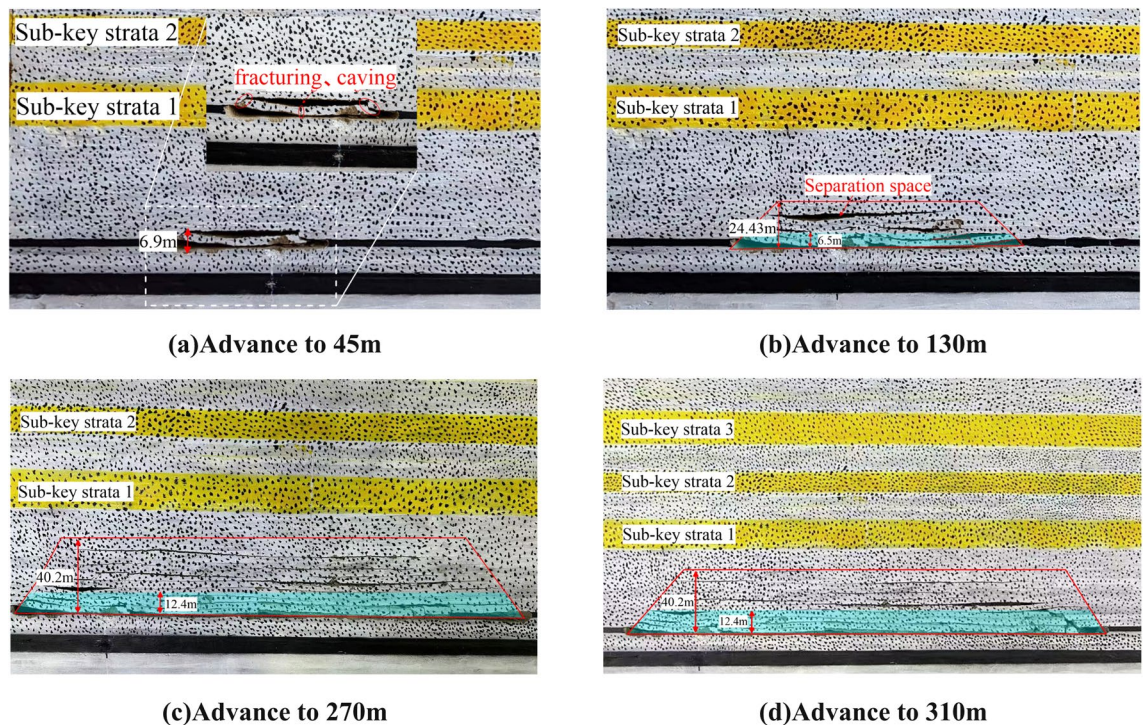 Sub-key strata 2
fracturing、caving
Sub-key strata 1
6.9m
(a)Advance to 45m
Sub-key strata 2
Sub-key strata 1
Separation space
24.43m
6.5m
(b)Advance to 130m
Sub-key strata 2
Sub-key strata 1
40.2m
12.4m
(c)Advance to 270m
Sub-key strata 3
Sub-key strata 2
Sub-key strata 1
40.2m
12.4m
(d)Advance to 310m